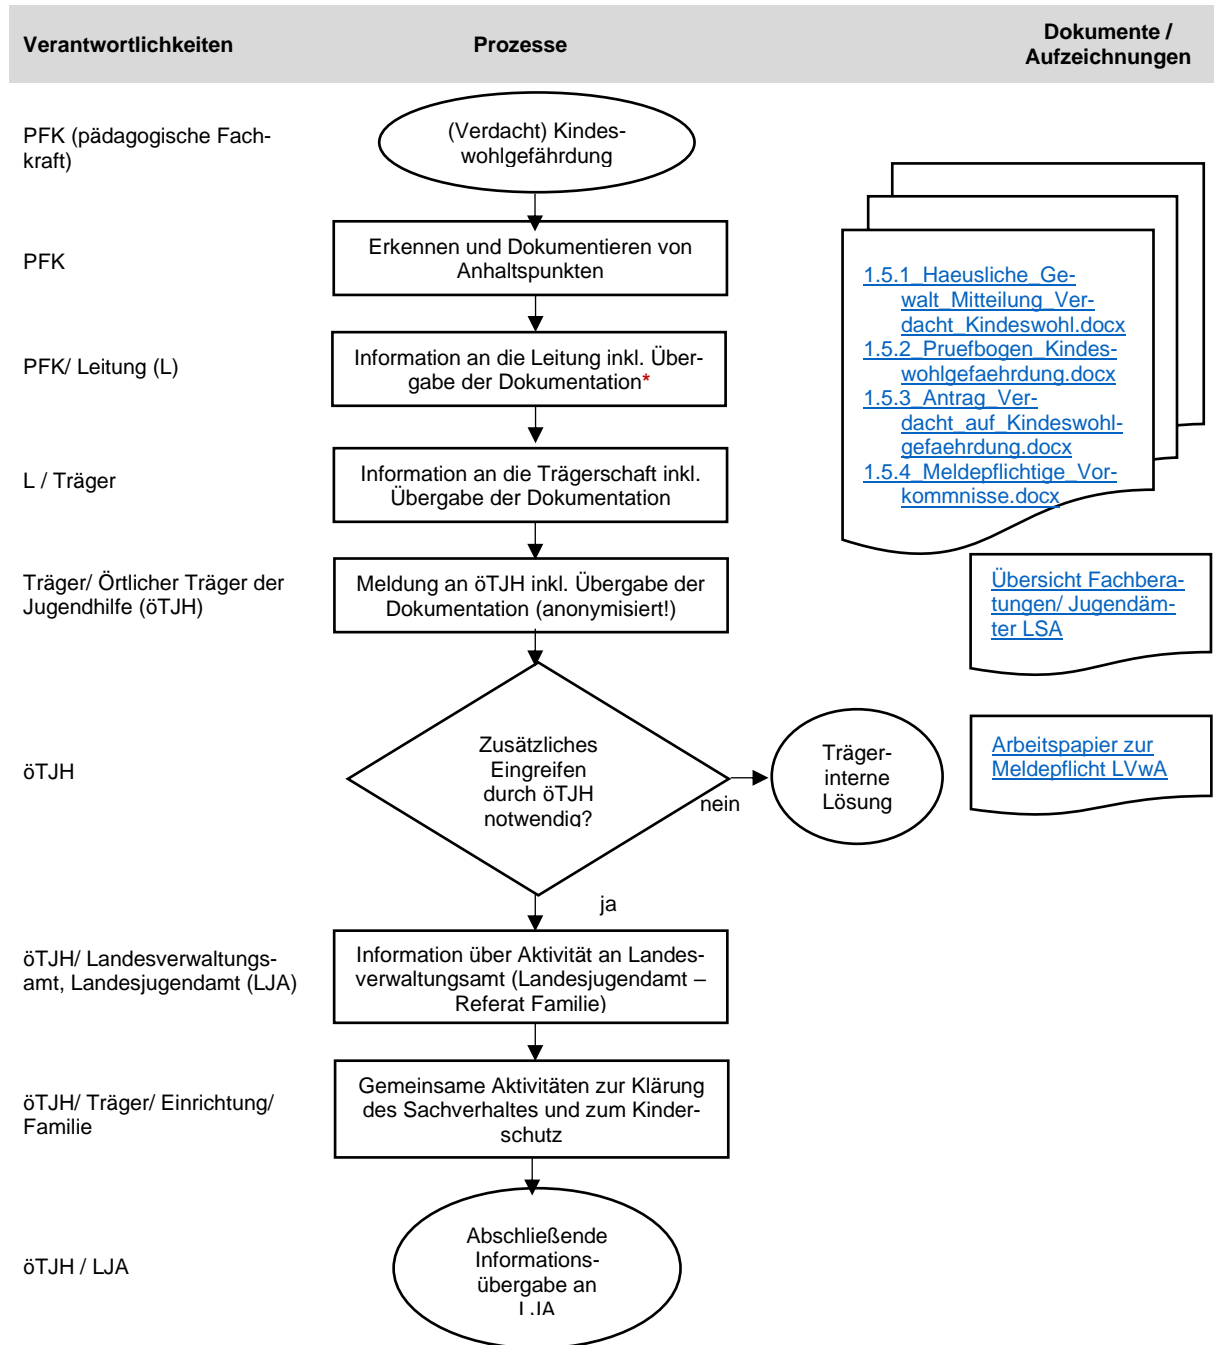 Verantwortlichkeiten
Prozesse
Dokumente /
Aufzeichnungen
PFK (pädagogische Fach-
kraft)
(Verdacht) Kindes-
wohlgefährdung
PFK
Erkennen und Dokumentieren von
Anhaltspunkten
PFK/ Leitung (L)
Information an die Leitung inkl. Über-
gabe der Dokumentation*
L / Träger
Information an die Trägerschaft inkl.
Übergabe der Dokumentation
1.5.1_Haeusliche_Ge-
walt_Mitteilung_Ver-
dacht_Kindeswohl.docx
1.5.2_Pruefbogen_Kindes-
wohlgefaehrdung.docx
1.5.3_Antrag_Ver-
dacht_auf_Kindeswohl-
gefaehrdung.docx
1.5.4_Meldepflichtige_Vor-
kommnisse.docx
Träger/ Örtlicher Träger der
Jugendhilfe (öTJH)
Meldung an öTJH inkl. Übergabe der
Dokumentation (anonymisiert!)
Übersicht Fachbera-
tungen/ Jugendäm-
ter LSA
öTJH
Zusätzliches
Eingreifen
durch öTJH
notwendig?
nein
Träger-
interne
Lösung
Arbeitspapier zur
Meldepflicht LVwA
ja
öTJH/ Landesverwaltungs-
amt, Landesjugendamt (LJA)
Information über Aktivität an Landes-
verwaltungsamt (Landesjugendamt –
Referat Familie)
öTJH/ Träger/ Einrichtung/
Familie
Gemeinsame Aktivitäten zur Klärung
des Sachverhaltes und zum Kinder-
schutz
öTJH / LJA
Abschließende
Informations-
übergabe an
LJA